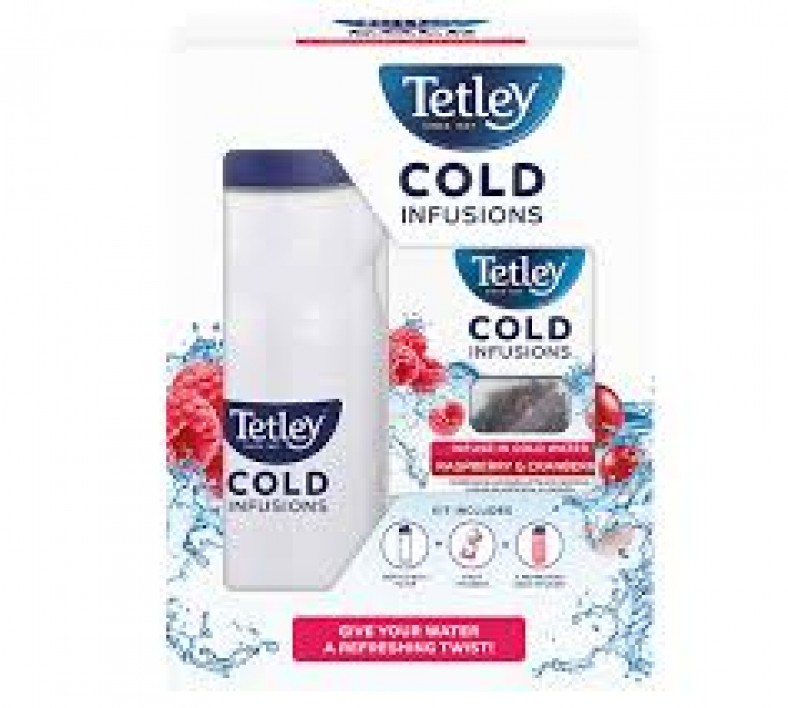 Tetley
COLD
INFUSIONS
Tetley
COLD
INFUSIONS
INFUSE IN COLD WATER
RASPBERRY & CRANBERR
Tetley
COLD
INFUSIONS
KIT INCLUDES
GIVE YOUR WATER
A REFRESHING TWIST!